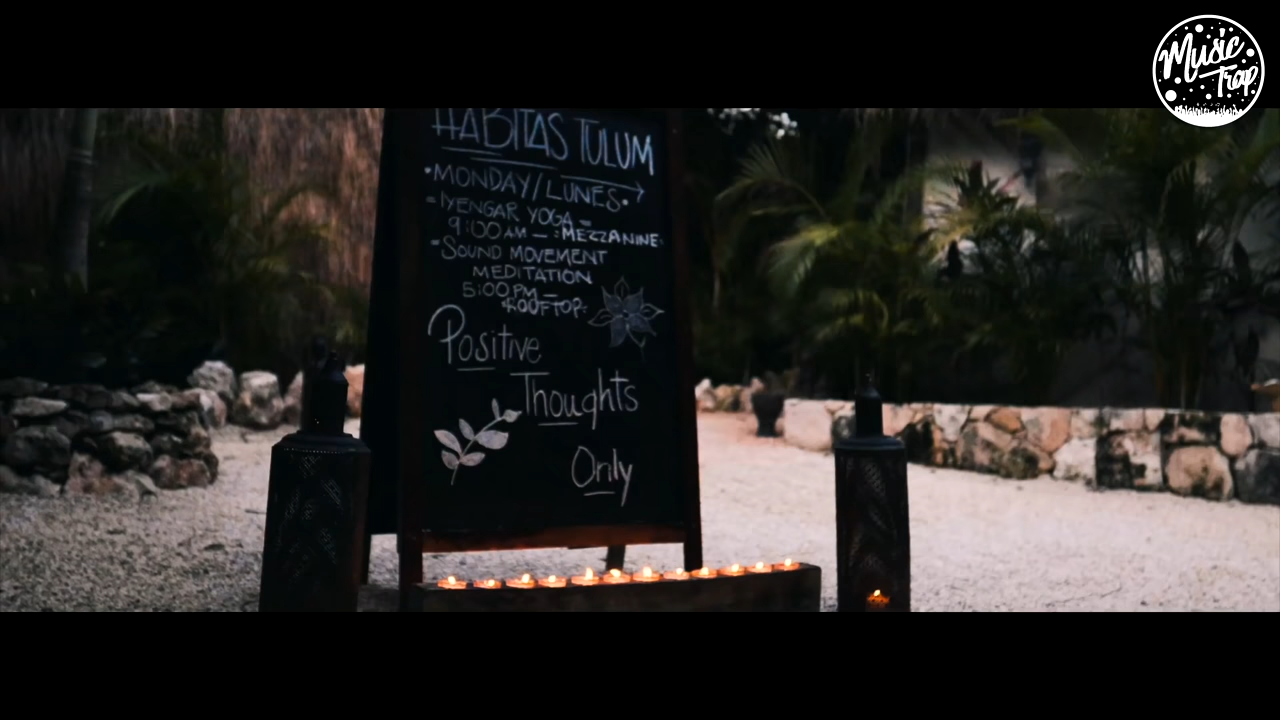 Music
Trap
HABITAS TULUM
•MONDAY/LUNES•
- IYENGAR YOGA -
9:00 AM — :MEZZANINE:
- SOUND MOVEMENT
MEDITATION
5:00 PM —
:ROOFTOP:
Positive
Thoughts
Only